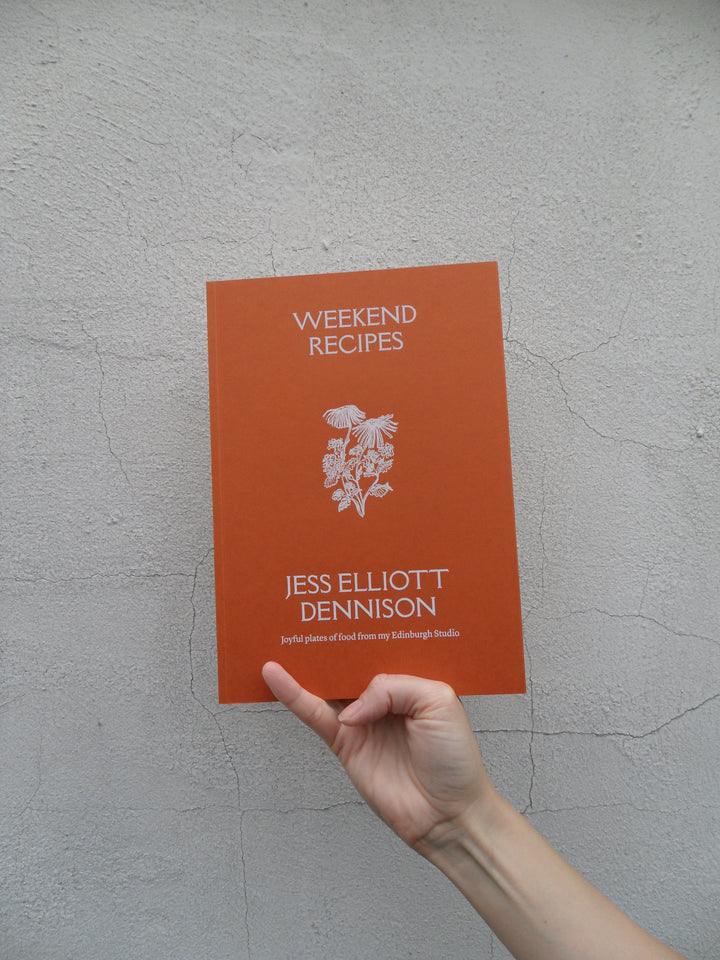 WEEKEND
RECIPES
JESS ELLIOTT
DENNISON
Joyful plates of food from my Edinburgh Studio